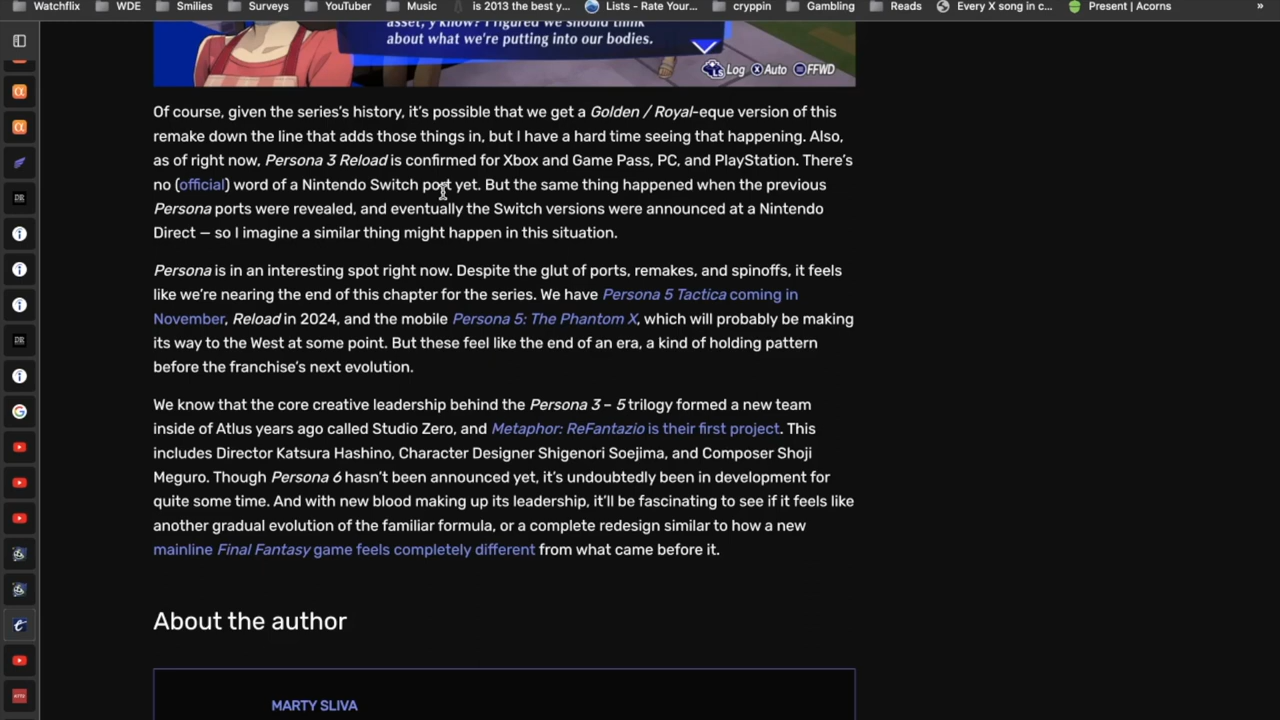 Watchflix WDE Smilies Surveys YouTuber Music is 2013 the best y... Lists - Rate Your... cryppin Gambling Reads Every X song in c... Present | Acorns »
asset, y'know? I figured we should think
about what we're putting into our bodies.
Log Auto FFWD
Of course, given the series's history, it's possible that we get a Golden / Royal-eque version of this
remake down the line that adds those things in, but I have a hard time seeing that happening. Also,
as of right now, Persona 3 Reload is confirmed for Xbox and Game Pass, PC, and PlayStation. There's
no (official) word of a Nintendo Switch port yet. But the same thing happened when the previous
Persona ports were revealed, and eventually the Switch versions were announced at a Nintendo
Direct — so I imagine a similar thing might happen in this situation.
Persona is in an interesting spot right now. Despite the glut of ports, remakes, and spinoffs, it feels
like we're nearing the end of this chapter for the series. We have Persona 5 Tactica coming in
November, Reload in 2024, and the mobile Persona 5: The Phantom X, which will probably be making
its way to the West at some point. But these feel like the end of an era, a kind of holding pattern
before the franchise's next evolution.
We know that the core creative leadership behind the Persona 3 – 5 trilogy formed a new team
inside of Atlus years ago called Studio Zero, and Metaphor: ReFantazio is their first project. This
includes Director Katsura Hashino, Character Designer Shigenori Soejima, and Composer Shoji
Meguro. Though Persona 6 hasn't been announced yet, it's undoubtedly been in development for
quite some time. And with new blood making up its leadership, it'll be fascinating to see if it feels like
another gradual evolution of the familiar formula, or a complete redesign similar to how a new
mainline Final Fantasy game feels completely different from what came before it.
About the author
MARTY SLIVA